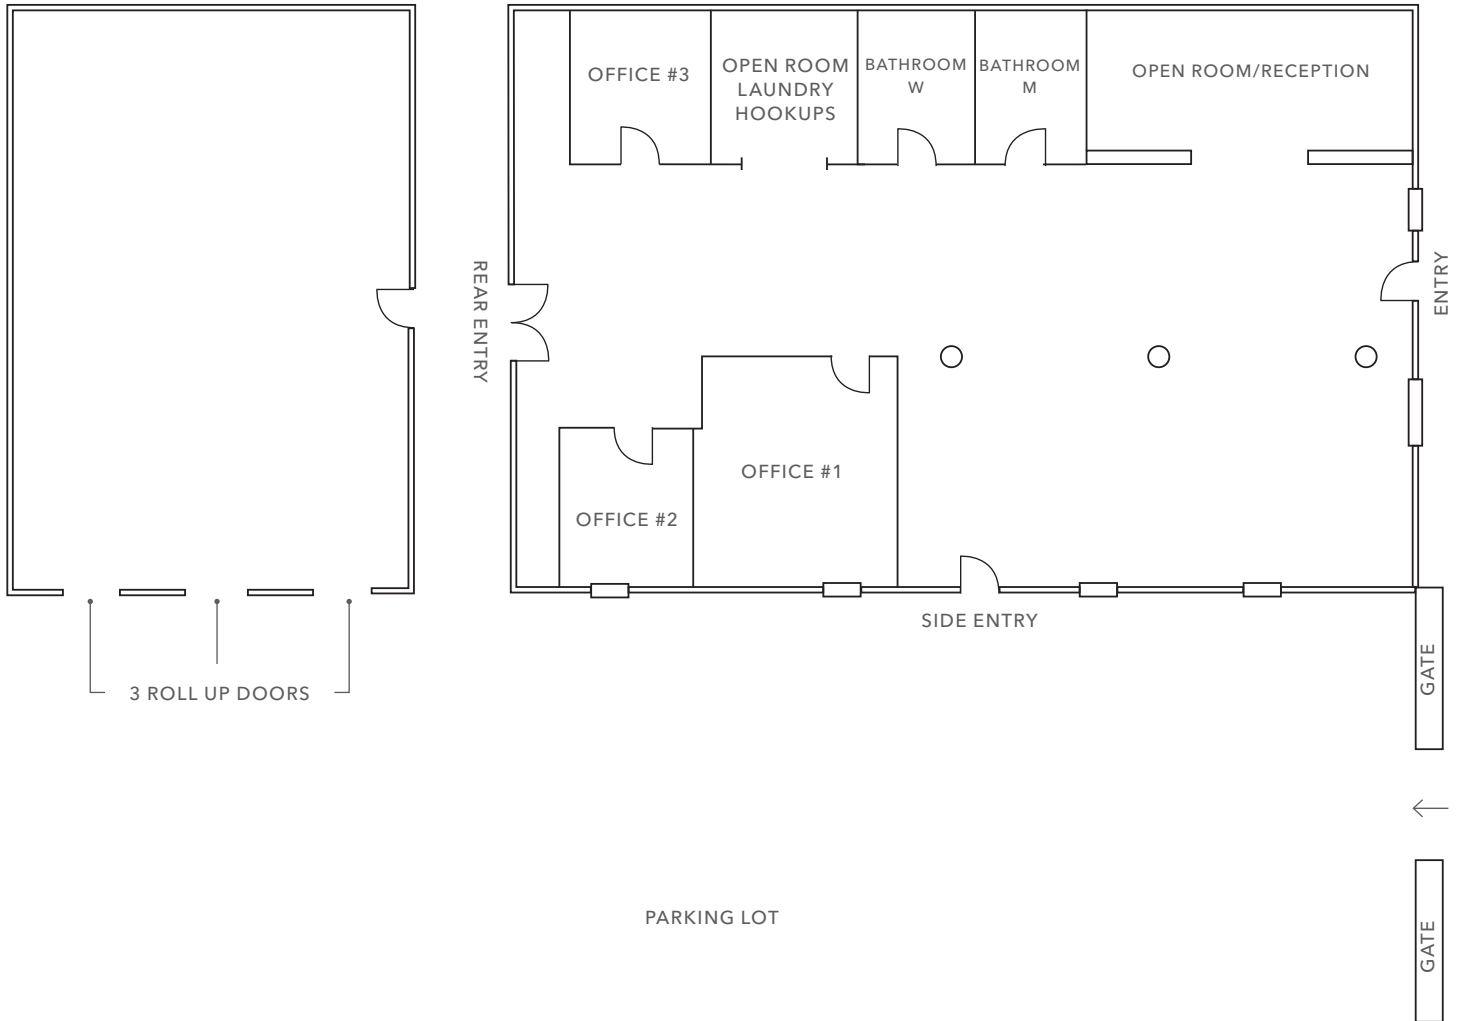 OFFICE #3
OPEN ROOM
LAUNDRY
HOOKUPS
BATHROOM
W
BATHROOM
M
OPEN ROOM/RECEPTION
REAR ENTRY
ENTRY
OFFICE #1
OFFICE #2
SIDE ENTRY
GATE
3 ROLL UP DOORS
PARKING LOT
GATE